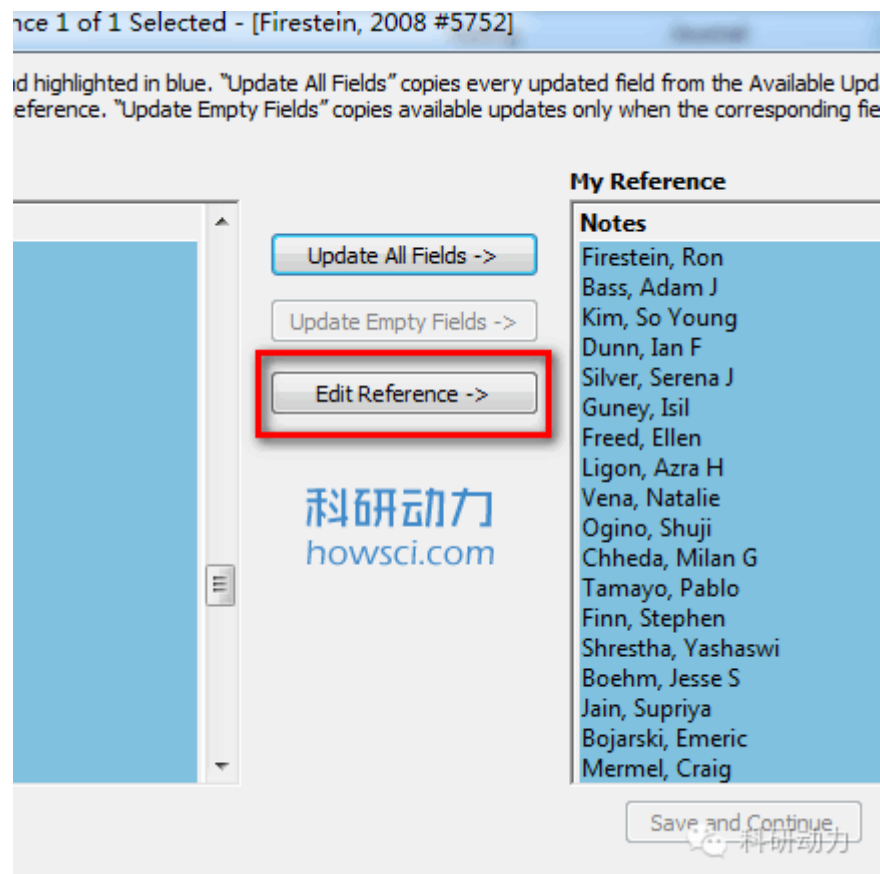 nce 1 of 1 Selected - [Firestein, 2008 #5752]
d highlighted in blue. "Update All Fields" copies every updated field from the Available Upd
eference. "Update Empty Fields" copies available updates only when the corresponding fie
My Reference
Notes
Update All Fields ->
Update Empty Fields ->
Edit Reference ->
科研动力
howsci.com
Firestein, Ron
Bass, Adam J
Kim, So Young
Dunn, Ian F
Silver, Serena J
Guney, Isil
Freed, Ellen
Ligon, Azra H
Vena, Natalie
Ogino, Shuji
Chheda, Milan G
Tamayo, Pablo
Finn, Stephen
Shrestha, Yashaswi
Boehm, Jesse S
Jain, Supriya
Bojarski, Emeric
Mermel, Craig
Save and Continue
科研动力